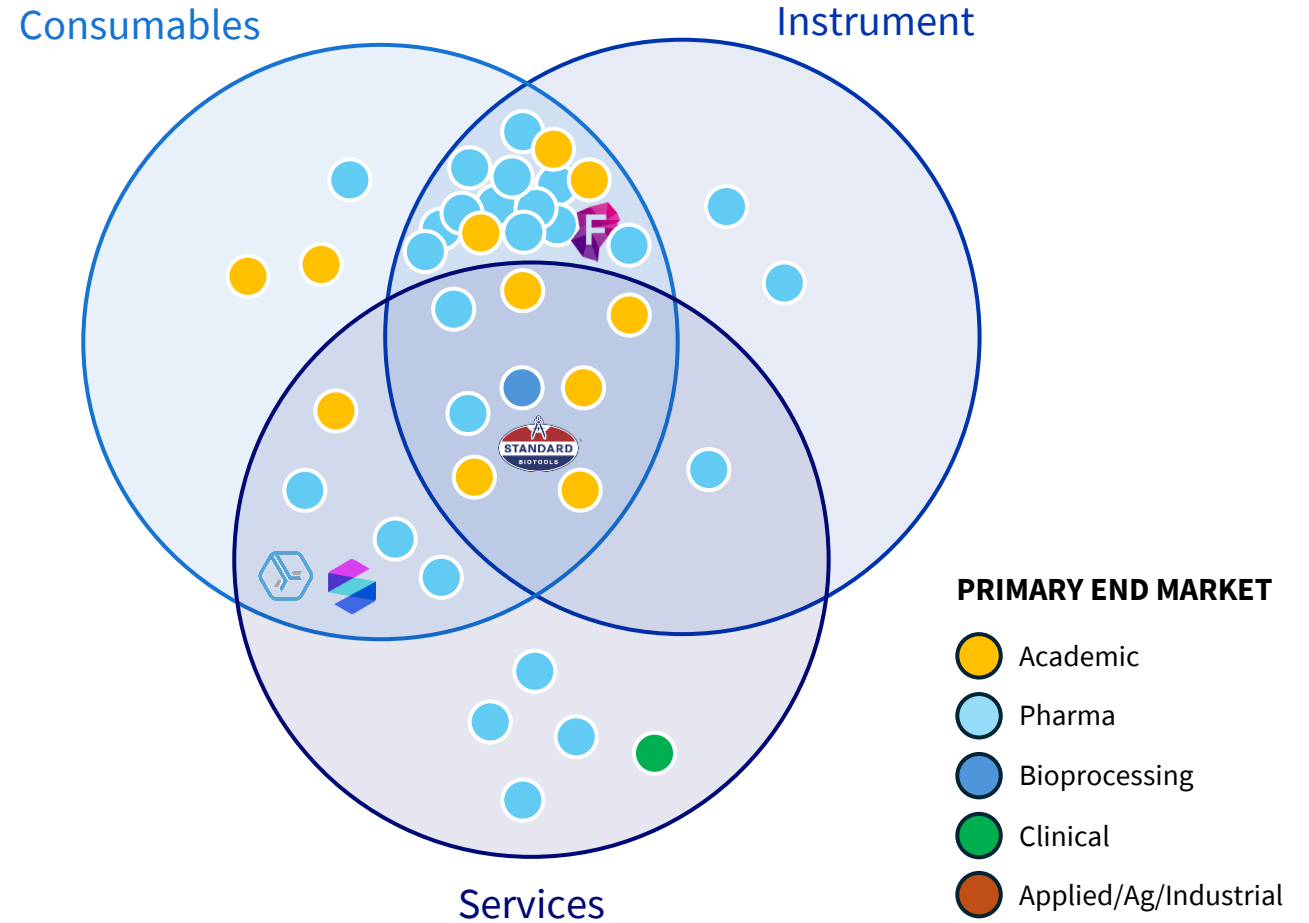 Consumables
Instrument
F
STANDARD
BIOTOOLS
Services
PRIMARY END MARKET
Academic
Pharma
Bioprocessing
Clinical
Applied/Ag/Industrial